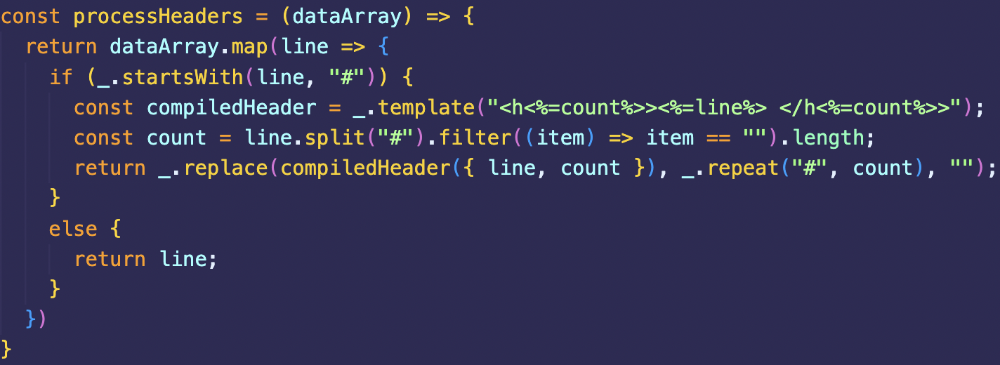 const processHeaders = (dataArray) => {
  return dataArray.map(line => {
    if (_.startsWith(line, "#")) {
      const compiledHeader = _.template("<h<%=count%>><%=line%> </h<%=count%>>");
      const count = line.split("#").filter((item) => item == "").length;
      return _.replace(compiledHeader({ line, count }), _.repeat("#", count), "");
    }
    else {
      return line;
    }
  })
}